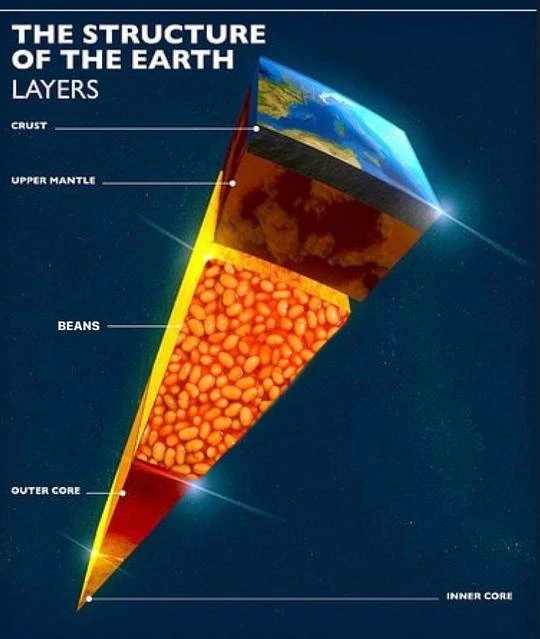 THE STRUCTURE
OF THE EARTH
LAYERS
CRUST
UPPER MANTLE
BEANS
OUTER CORE
INNER CORE